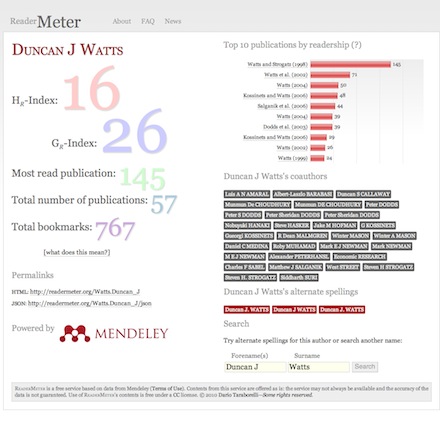 ReaderMeter About FAQ News
DUNCAN J WATTS
HR-Index: 16
GR-Index: 26
Most read publication: 145
Total number of publications: 57
Total bookmarks: 767
[what does this mean?]
Permalinks
HTML: http://readermeter.org/Watts.Duncan_J
JSON: http://readermeter.org/Watts.Duncan_J/json
Powered by MENDELEY
Top 10 publications by readership (?)
Watts and Strogatz (1998) 145
Watts et al. (2002) 71
Watts (2004) 50
Kossinets and Watts (2006) 48
Salganik et al. (2006) 44
Watts (2004) 39
Dodds et al. (2003) 39
Kossinets and Watts (2006) 29
Watts (2002) 26
Watts (1999) 24
Duncan J Watts's coauthors
Luis A N AMARAL Albert-Laszlo BARABASI Duncan S CALLAWAY
Munmun De CHOUDHURY Munmun DE CHOUDHURY Peter DODDS
Peter S DODDS Peter Sheridan DODDS Peter Sheridan DODDS
Nobuyuki HANAKI Steve HASKER Jake M HOFMAN G KOSSINETS
Gueorgi KOSSINETS R Dean MALMGREN Winter MASON Winter A MASON
Daniel C MEDINA Roby MUHAMAD Mark E J NEWMAN Mark NEWMAN
M E J NEWMAN Alexander PETERHANSL Economic RESEARCH
Charles F SABEL Matthew J SALGANIK West STREET Steven H. STROGATZ
Steven H. STROGATZ Siddharth SURI
Duncan J Watts's alternate spellings
Duncan, J. WATTS Duncan J WATTS Duncan J. WATTS
Search
Try alternate spellings for this author or search another name:
Forename(s) Surname
Duncan J Watts Search
READERMETER is a free service based on data from Mendeley (Terms of Use). Contents from this service are offered as is: the service may not always be available and the accuracy of
the data is not guaranteed. Use of READERMETER's contents is free under a CC license. © 2010 Dario Taraborelli—Some rights reserved.